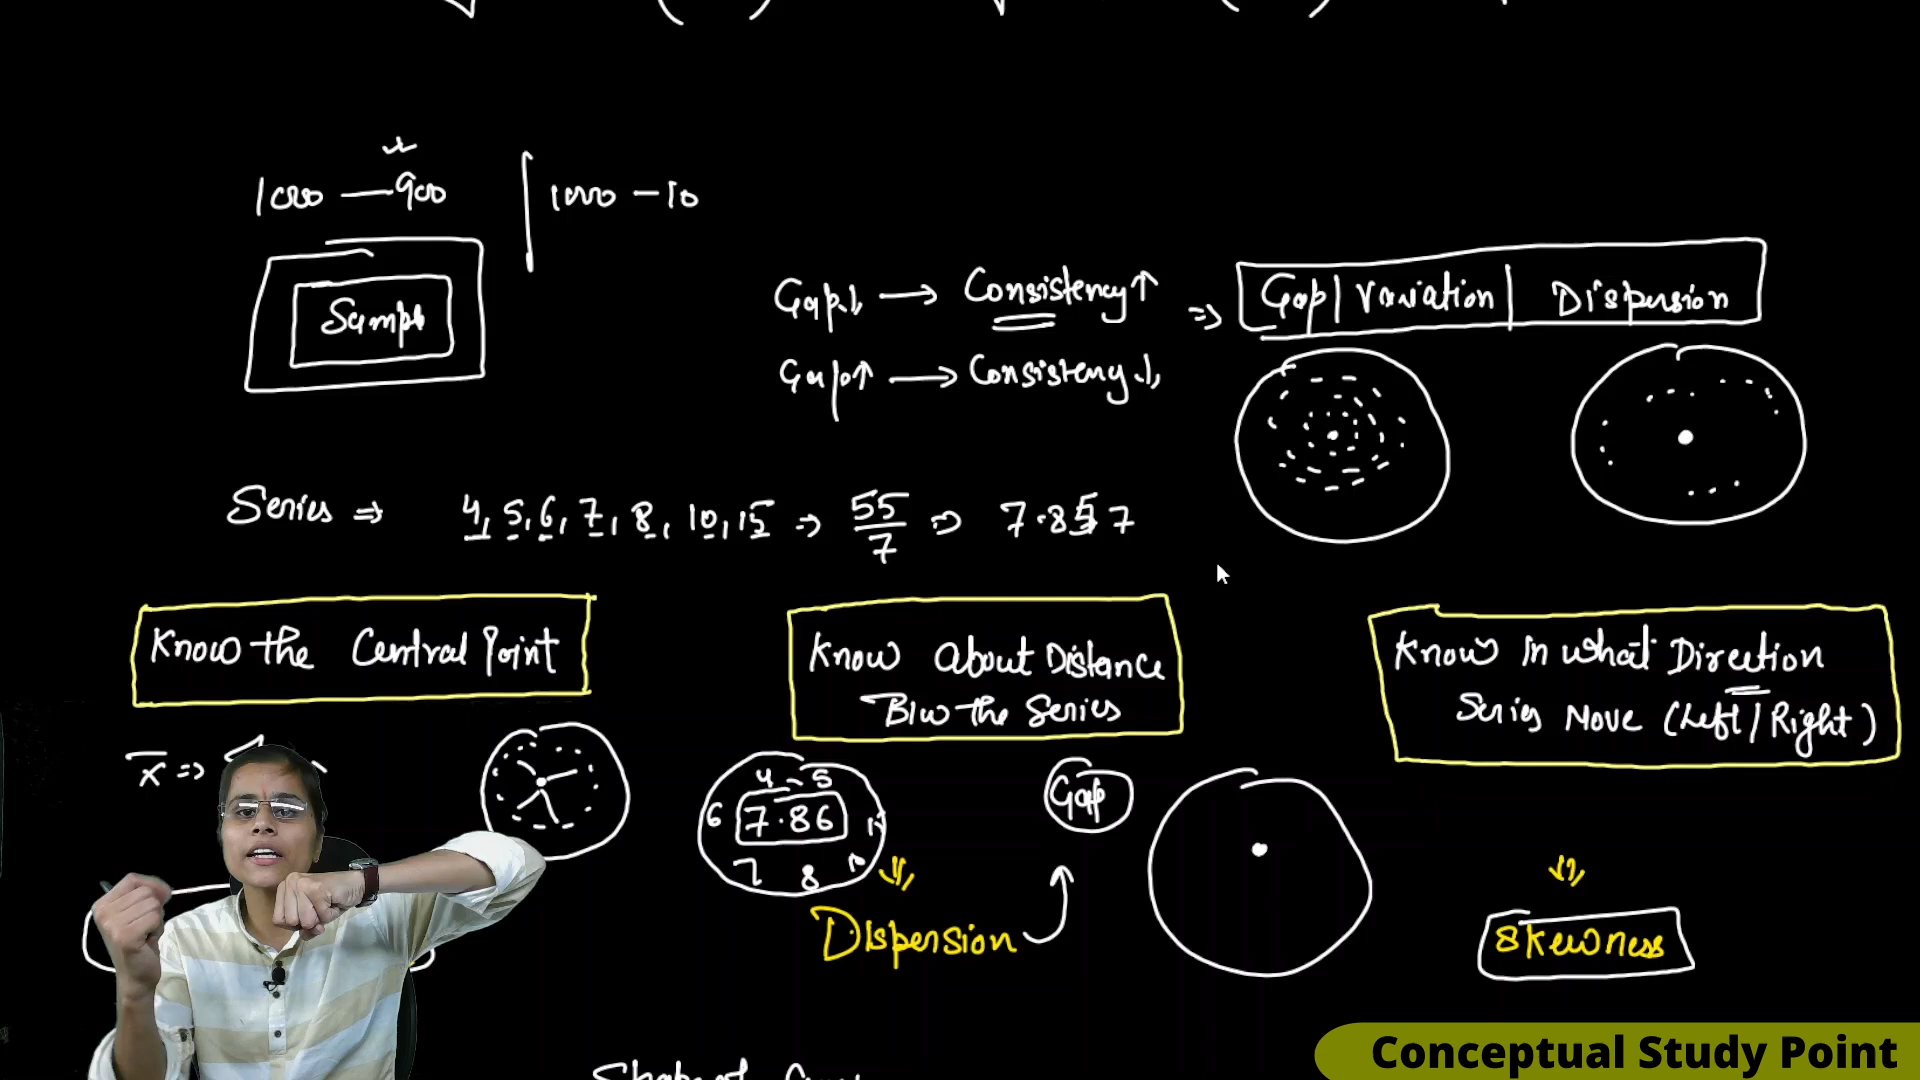 1000 — 900
1000 – 10
Sample
Gap↓ → Consistency↑
Gap↑ → Consistency↓
⇒ Gap | Variation | Dispersion
Series ⇒ 4, 5, 6, 7, 8, 10, 15 ⇒ 55/7 ⇒ 7.857
Know the Central Point
Know About Distance
B/w the Series
Know In what Direction
Series Move (Left / Right)
x̄ ⇒
4 5
6 7.86
7 8 10
Gap
Dispersion
Skewness
Conceptual Study Point